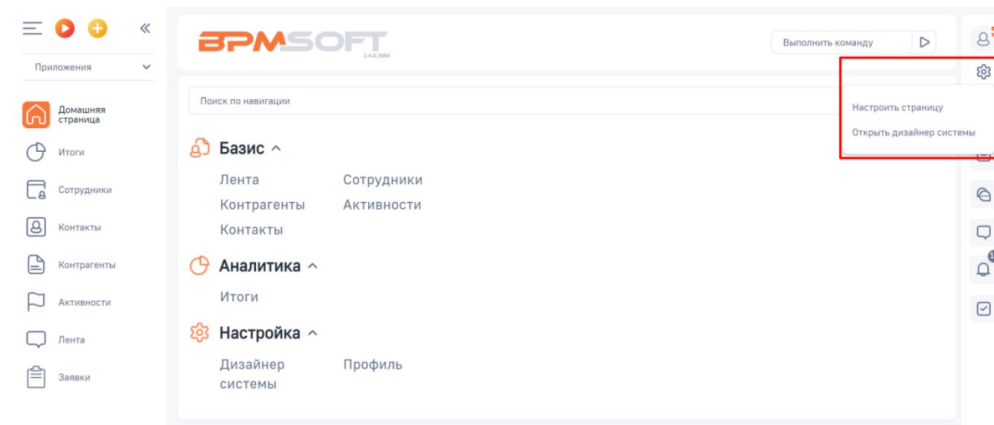 Приложения
Домашняя
страница
Итоги
Сотрудники
Контакты
Контрагенты
Активности
Лента
Заявки
BPMSOFT
Выполнить команду
Поиск по навигации
Настроить страницу
Открыть дизайнер системы
Базис
Лента Сотрудники
Контрагенты Активности
Контакты
Аналитика
Итоги
Настройка
Дизайнер Профиль
системы